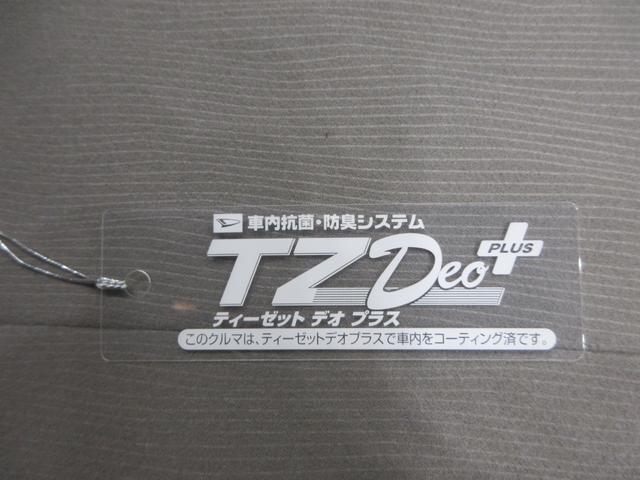 車内抗菌・防臭システム
TZ Deo PLUS
ティーゼット デオ プラス
このクルマは、ティーゼットデオプラスで車内をコーティング済です。